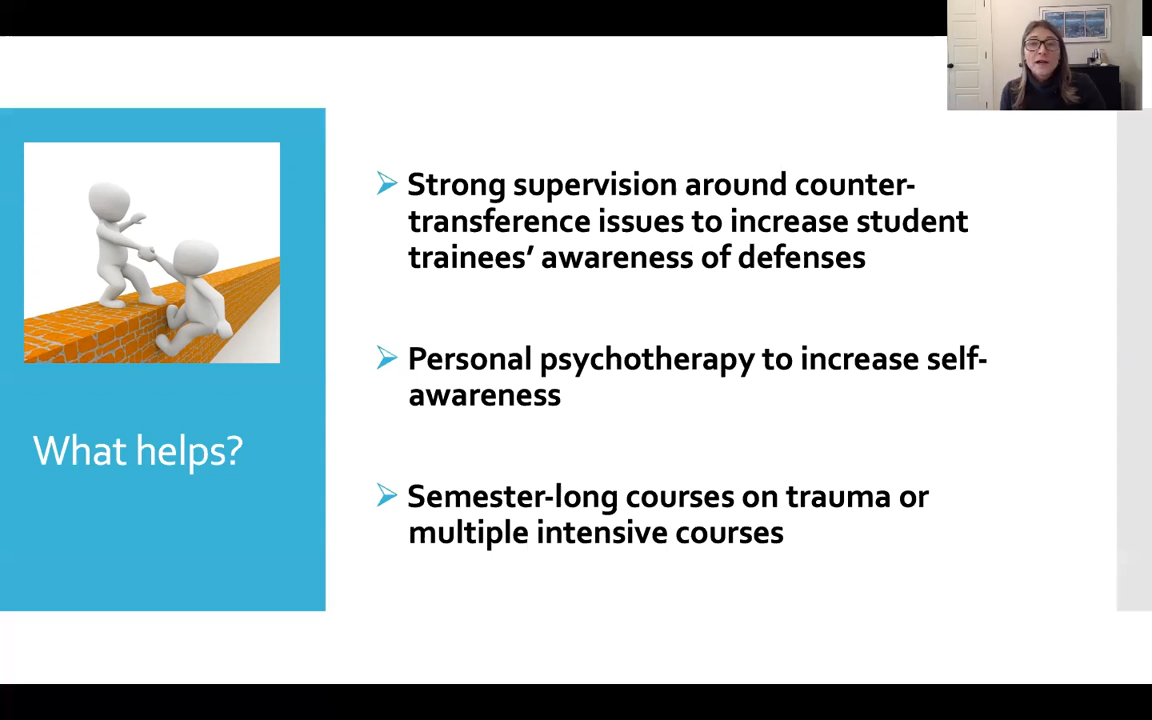 Strong supervision around counter-
transference issues to increase student
trainees’ awareness of defenses
Personal psychotherapy to increase self-
awareness
What helps?
Semester-long courses on trauma or
multiple intensive courses